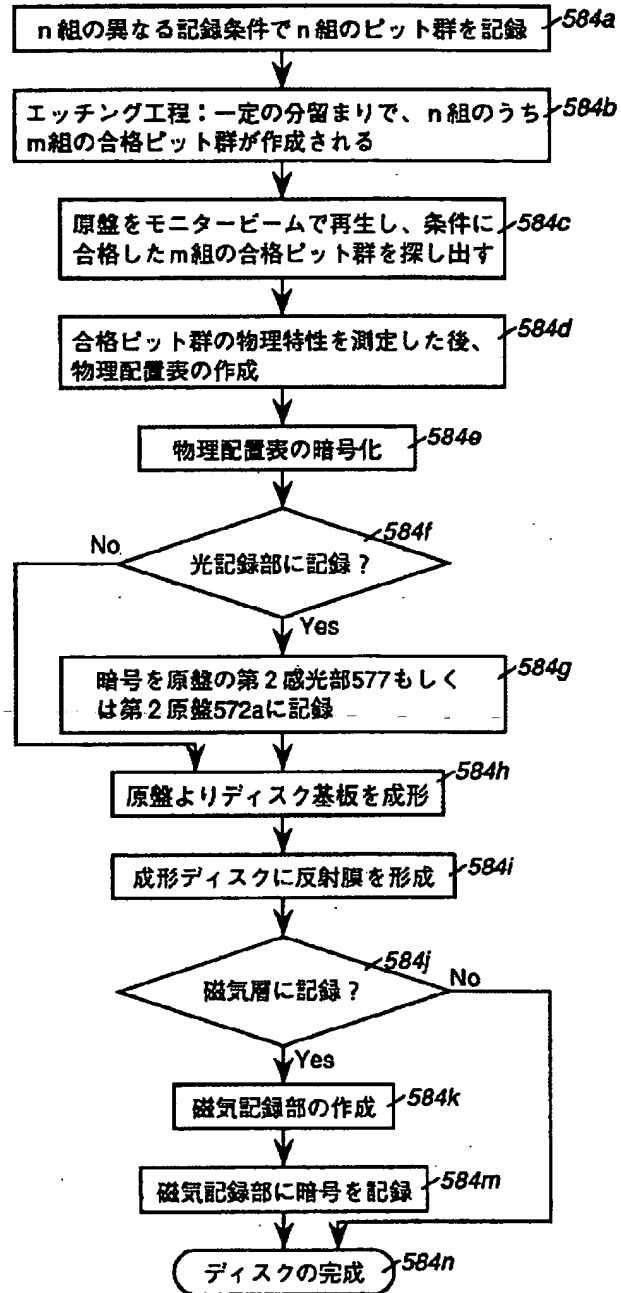 n組の異なる記録条件でn組のピット群を記録 584a
エッチング工程：一定の分留まりで、n組のうち 584b
m組の合格ピット群が作成される
原盤をモニタービームで再生し、条件に 584c
合格したm組の合格ピット群を探し出す
合格ピット群の物理特性を測定した後、 584d
物理配置表の作成
物理配置表の暗号化 584e
584f
No
光記録部に記録？
Yes
584g
暗号を原盤の第2感光部577もしく
は第2原盤572aに記録
584h
原盤よりディスク基板を成形
成形ディスクに反射膜を形成 584i
584j
No
磁気層に記録？
Yes
磁気記録部の作成 584k
磁気記録部に暗号を記録 584m
ディスクの完成 584n